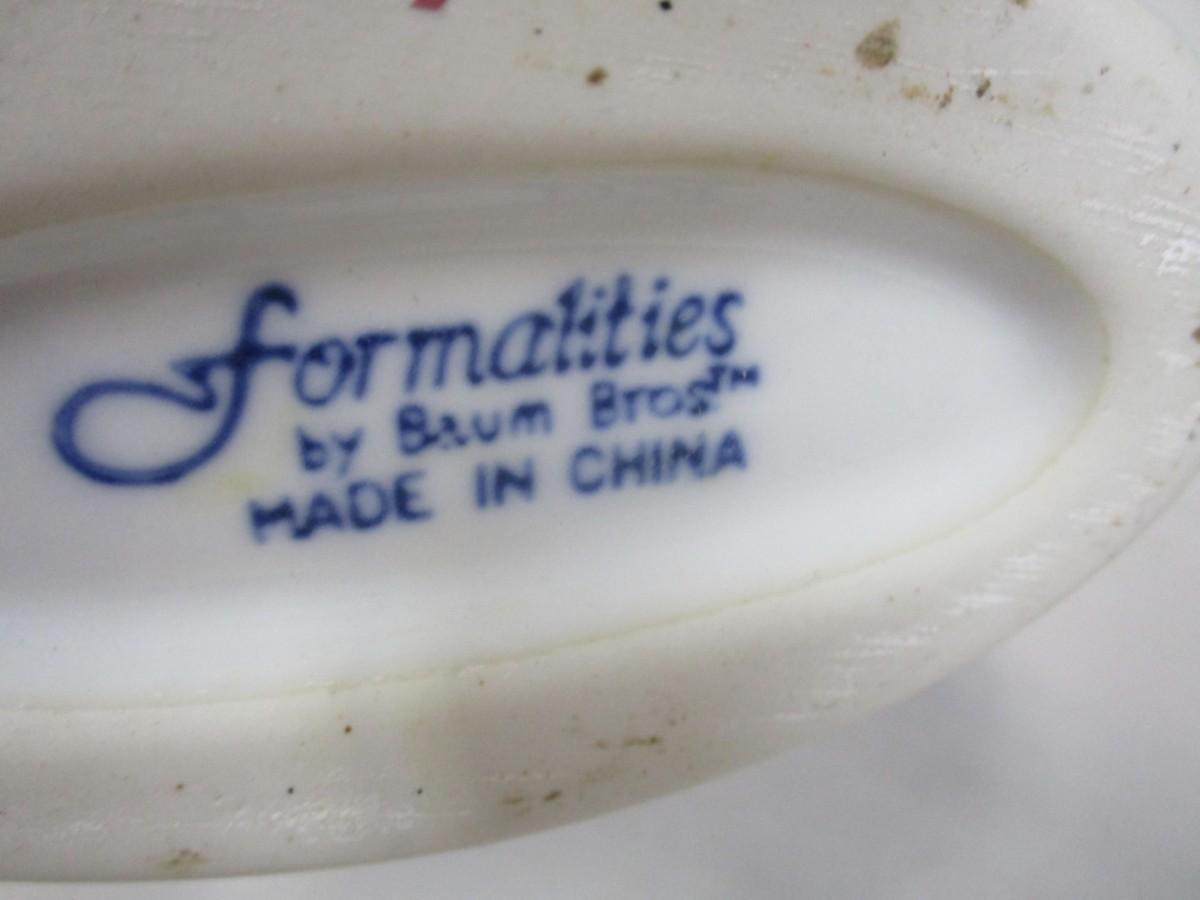 formalities
by Baum Bros™
MADE IN CHINA